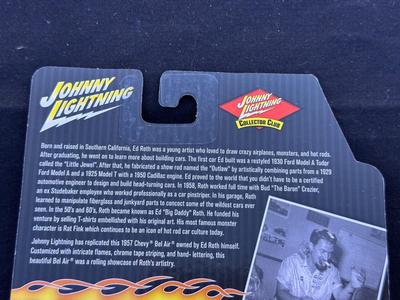 JOHNNY
LIGHTNING
JOHNNY
LIGHTNING
COLLECTOR CLUB
Born and raised in Southern California, Ed Roth was a young artist who loved to draw crazy airplanes, monsters, and hot rods.
After graduating, he went on to learn more about building cars. The first car Ed built was a restyled 1930 Ford Model A Tudor
called the "Little Jewel". After that, he fabricated a show rod named the "Outlaw" by artistically combining parts from a 1929
Ford Model A and a 1925 Model T with a 1950 Cadillac engine. Ed proved to the world that you didn't have to be a certified
automotive engineer to design and build head-turning cars. In 1958, Roth worked full time with Bud "The Baron" Crozier,
an ex Studebaker employee who worked professionally as a car pinstriper. In his garage, Roth
learned to manipulate fiberglass and junkyard parts to concoct some of the wildest cars ever
seen. In the 50's and 60's, Roth became known as Ed "Big Daddy" Roth. He funded his
venture by selling T-shirts embellished with his original art. His most famous monster
character is Rat Fink which continues to be an icon of hot rod car culture today.
Johnny Lightning has replicated this 1957 Chevy® Bel Air® owned by Ed Roth himself.
Customized with intricate flames, chrome tape striping, and hand- lettering, this
beautiful Bel Air® was a rolling showcase of Roth's artistry.